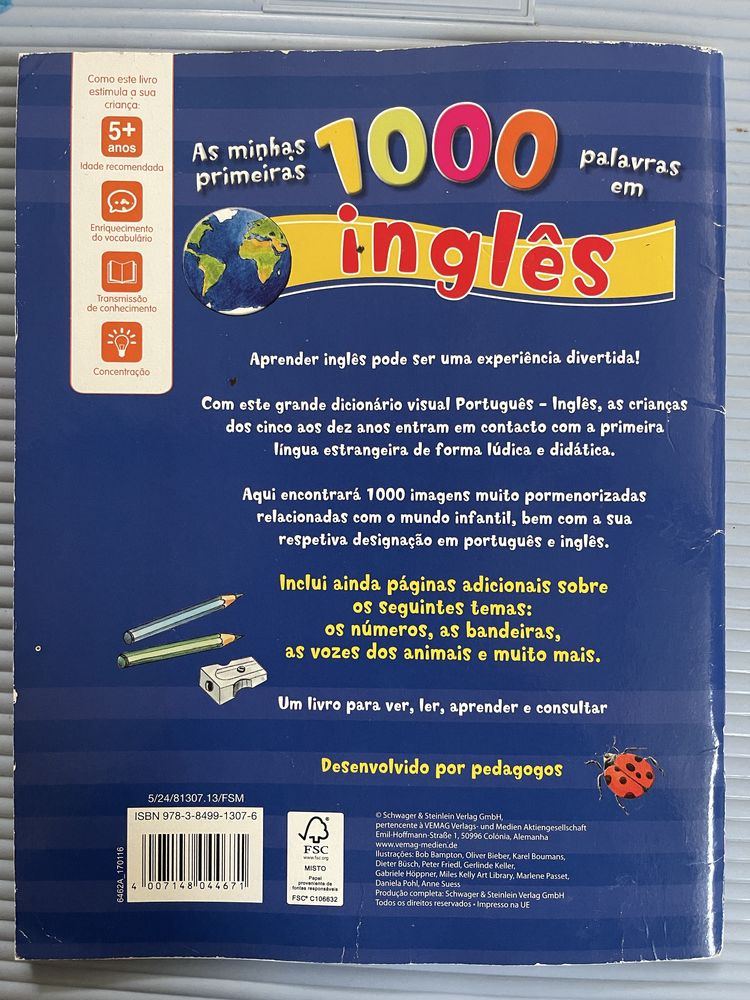 Como este livro
estimula a sua
criança:
5+
anos
Idade recomendada
Enriquecimento
do vocabulário
Transmissão
de conhecimento
Concentração
As minhas
primeiras
1000
palavras
em
inglês
Aprender inglês pode ser uma experiência divertida!
Com este grande dicionário visual Português – Inglês, as crianças
dos cinco aos dez anos entram em contacto com a primeira
língua estrangeira de forma lúdica e didática.
Aqui encontrará 1000 imagens muito pormenorizadas
relacionadas com o mundo infantil, bem com a sua
respetiva designação em português e inglês.
Inclui ainda páginas adicionais sobre
os seguintes temas:
os números, as bandeiras,
as vozes dos animais e muito mais.
Um livro para ver, ler, aprender e consultar
Desenvolvido por pedagogos
5/24/81307.13/FSM
ISBN 978-3-8499-1307-6
4 007148 044671
6462A_170116
FSC
www.fsc.org
MISTO
Papel
proveniente de
fontes responsáveis
FSC® C106632
© Schwager & Steinlein Verlag GmbH,
pertencente à VEMAG Verlags- und Medien Aktiengesellschaft
Emil-Hoffmann-Straße 1, 50996 Colónia, Alemanha
www.vemag-medien.de
Ilustrações: Bob Bampton, Oliver Bieber, Karel Boumans,
Dieter Büsch, Peter Friedl, Gerlinde Keller,
Gabriele Höppner, Miles Kelly Art Library, Marlene Passet,
Daniela Pohl, Anne Suess
Produção completa: Schwager & Steinlein Verlag GmbH
Todos os direitos reservados • Impresso na UE